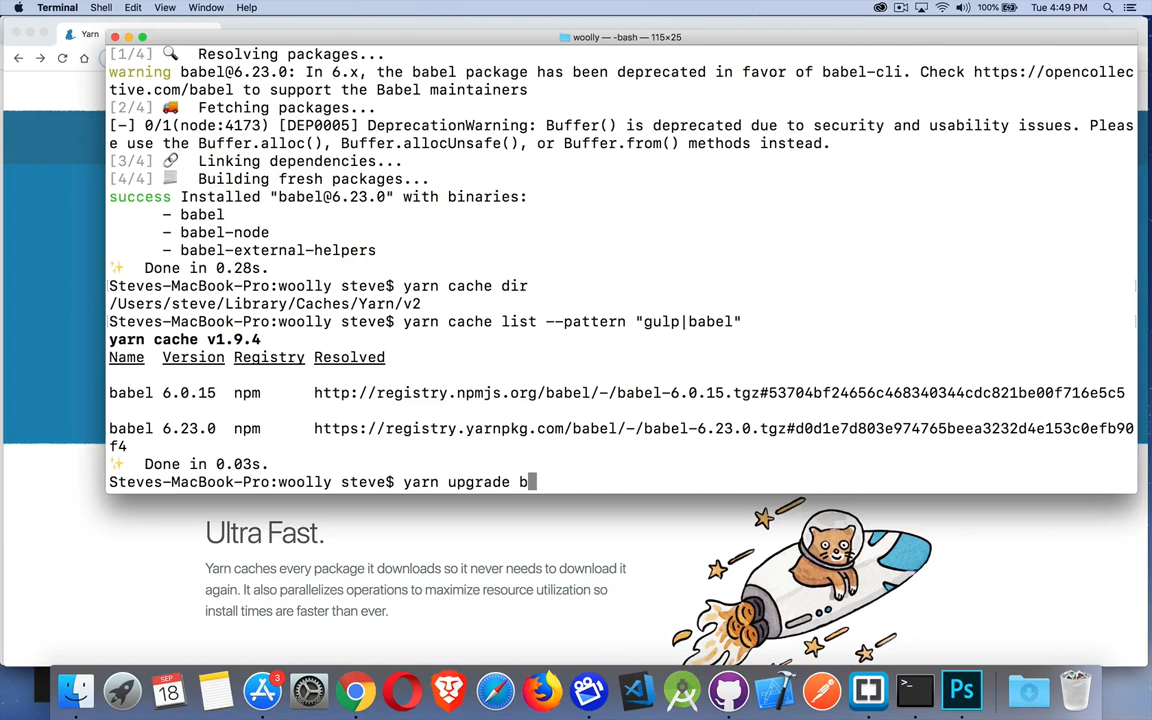 Terminal Shell Edit View Window Help 100% Tue 4:49 PM
Yarn
woolly — -bash — 115×25
[1/4] 🔍 Resolving packages...
warning babel@6.23.0: In 6.x, the babel package has been deprecated in favor of babel-cli. Check https://opencollec
tive.com/babel to support the Babel maintainers
[2/4] 🚚 Fetching packages...
[-] 0/1(node:4173) [DEP0005] DeprecationWarning: Buffer() is deprecated due to security and usability issues. Pleas
e use the Buffer.alloc(), Buffer.allocUnsafe(), or Buffer.from() methods instead.
[3/4] 🔗 Linking dependencies...
[4/4] 📃 Building fresh packages...
success Installed "babel@6.23.0" with binaries:
- babel
- babel-node
- babel-external-helpers
✨ Done in 0.28s.
Steves-MacBook-Pro:woolly steve$ yarn cache dir
/Users/steve/Library/Caches/Yarn/v2
Steves-MacBook-Pro:woolly steve$ yarn cache list --pattern "gulp|babel"
yarn cache v1.9.4
Name Version Registry Resolved
babel 6.0.15 npm http://registry.npmjs.org/babel/-/babel-6.0.15.tgz#53704bf24656c468340344cdc821be00f716e5c5
babel 6.23.0 npm https://registry.yarnpkg.com/babel/-/babel-6.23.0.tgz#d0d1e7d803e974765beea3232d4e153c0efb90
f4
✨ Done in 0.03s.
Steves-MacBook-Pro:woolly steve$ yarn upgrade b
Ultra Fast.
Yarn caches every package it downloads so it never needs to download it
again. It also parallelizes operations to maximize resource utilization so
install times are faster than ever.
SEP
18
3
Ps